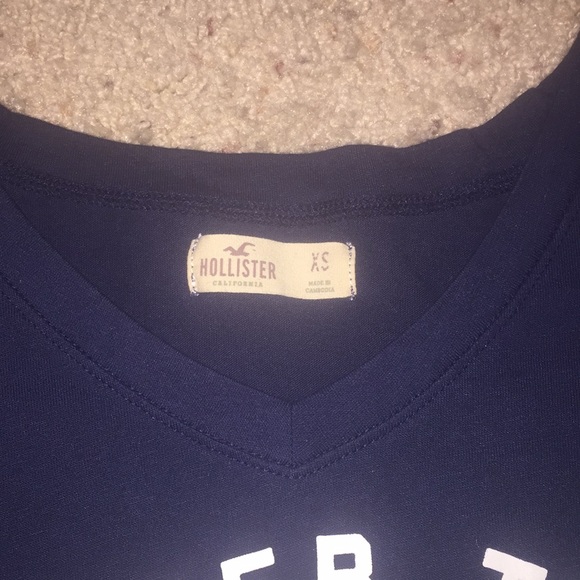 HOLLISTER
CALIFORNIA
XS
MADE IN
CAMBODIA